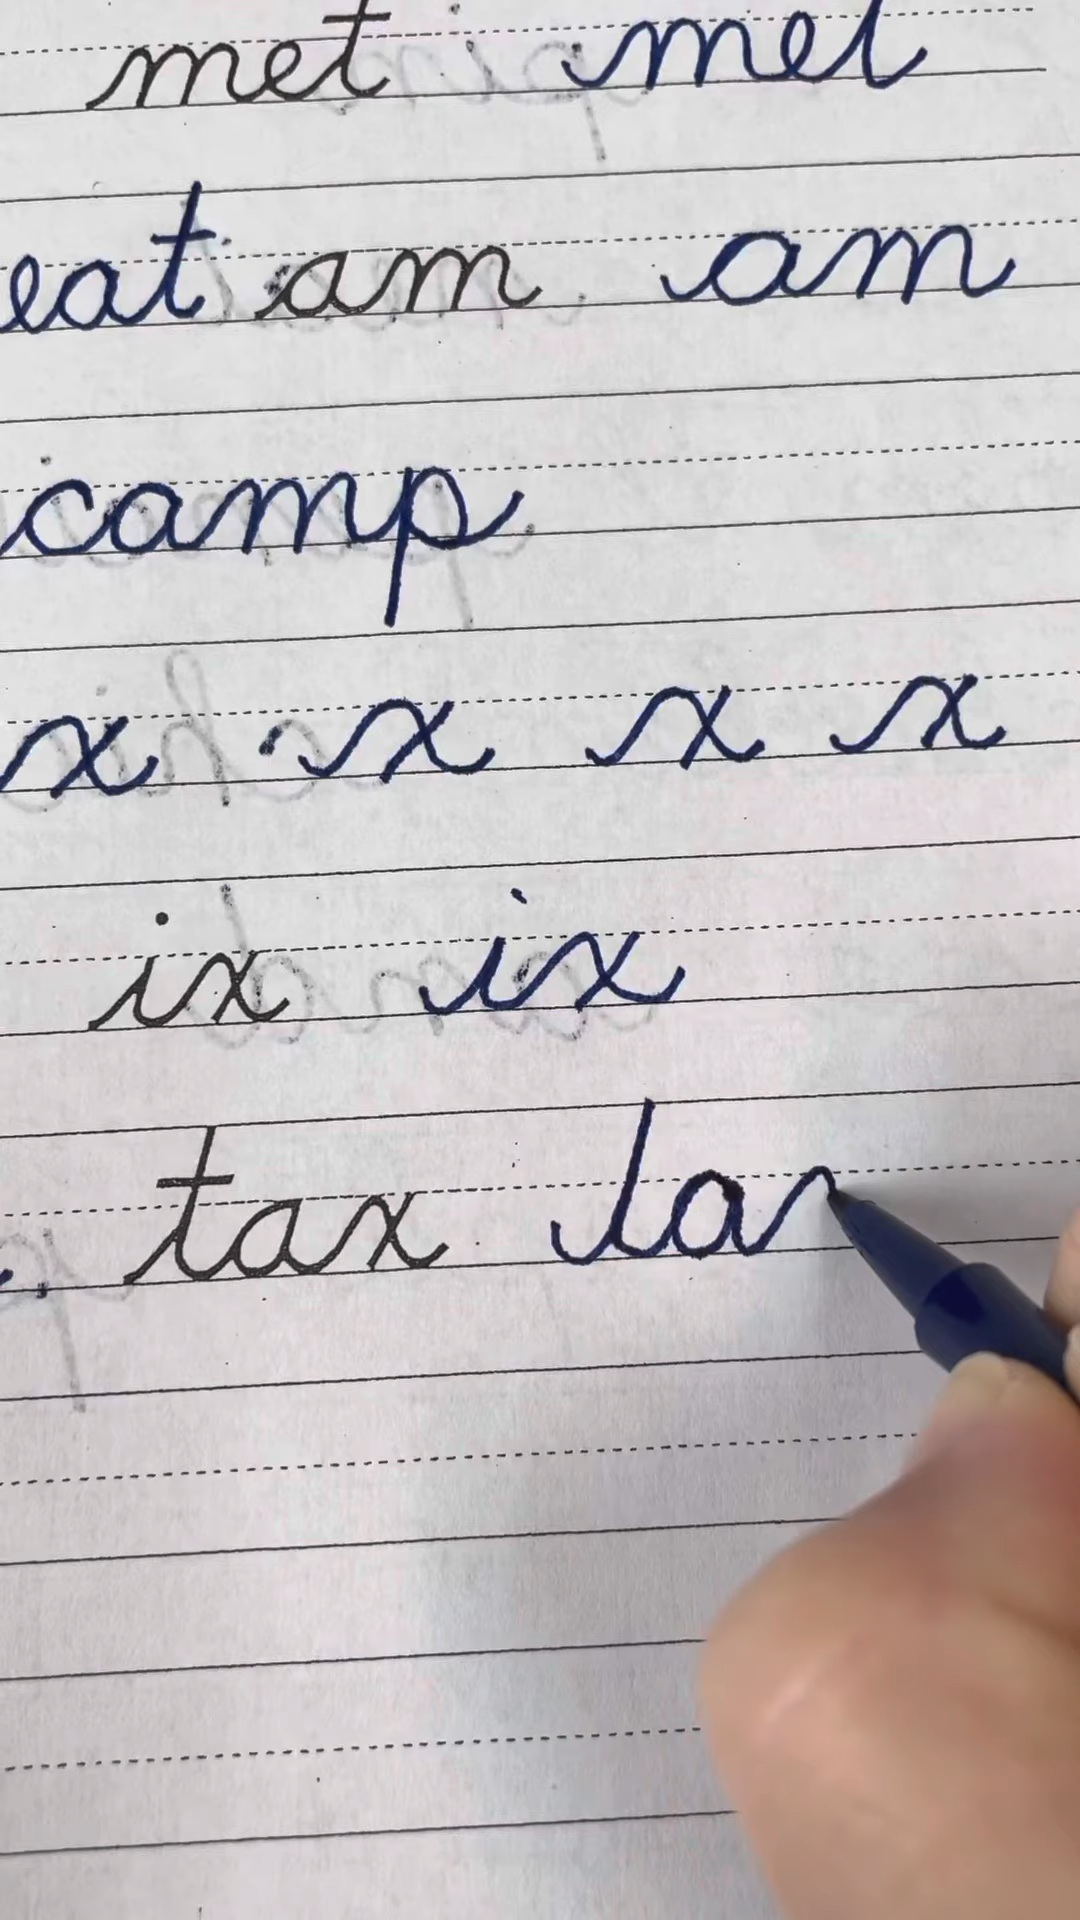 met met
eat am am
camp
x x x x
ix ix
tax ta